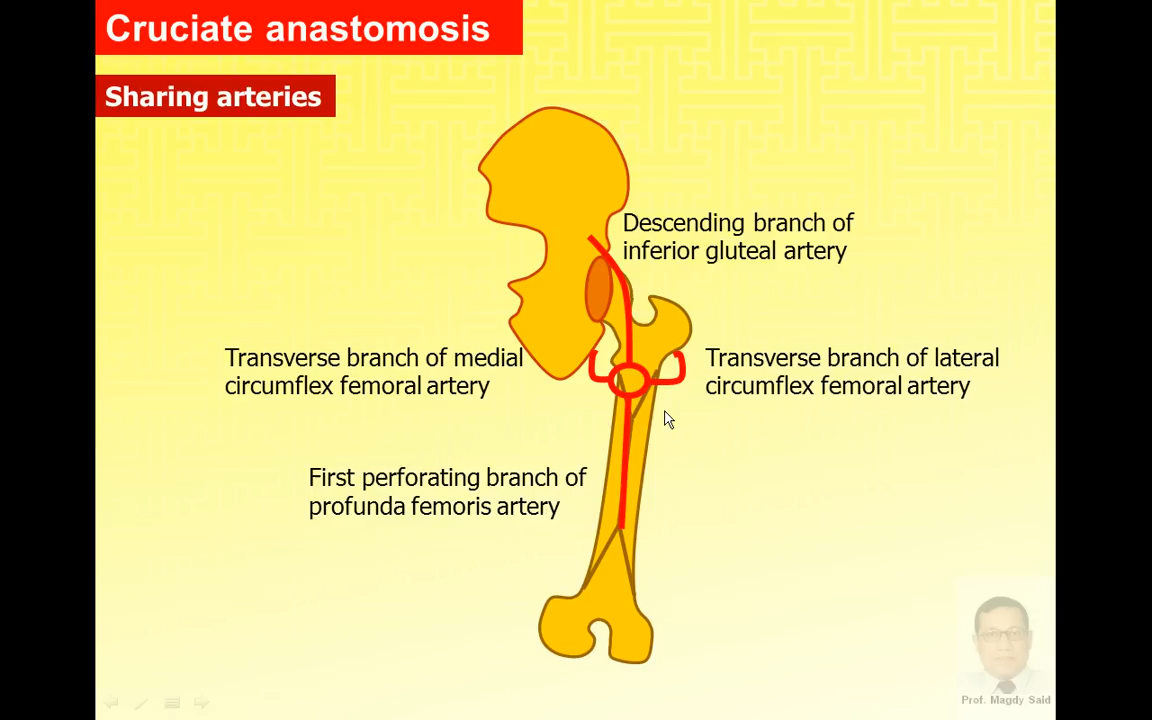 Cruciate anastomosis
Sharing arteries
Descending branch of
inferior gluteal artery
Transverse branch of medial
circumflex femoral artery
Transverse branch of lateral
circumflex femoral artery
First perforating branch of
profunda femoris artery
Prof. Magdy Said